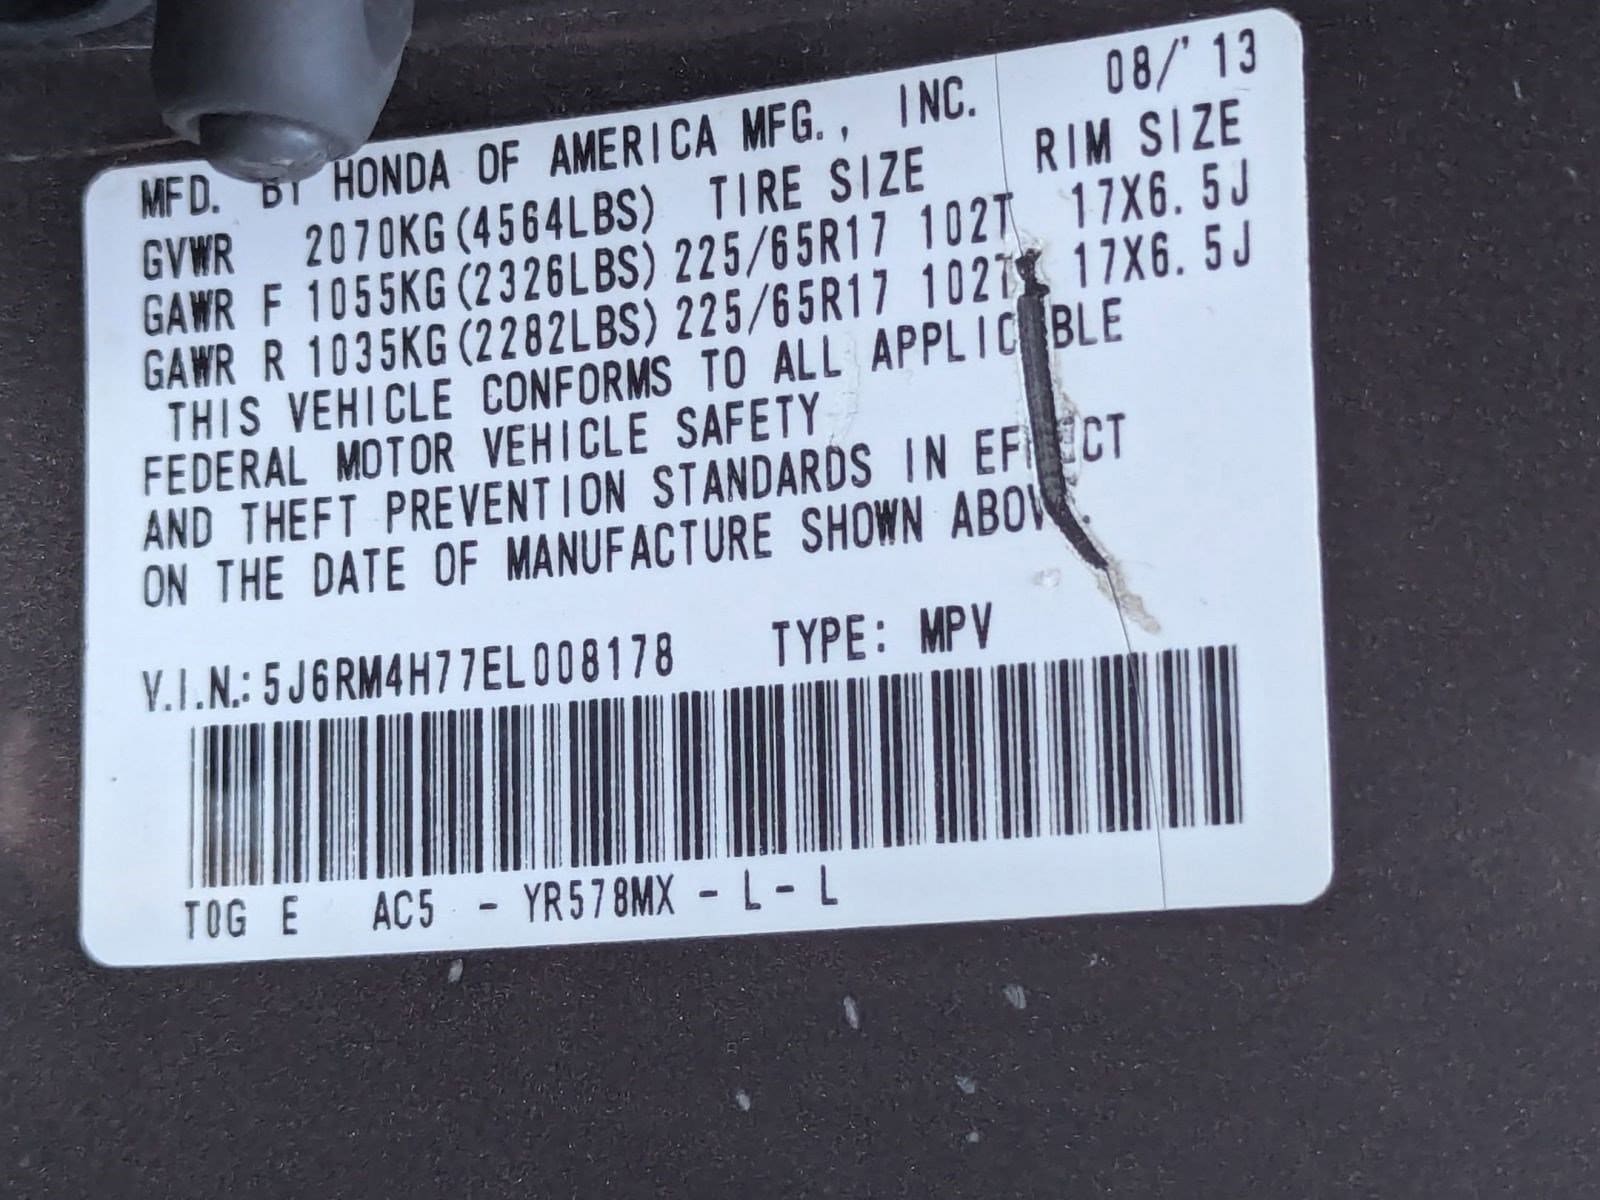 08/'13
MFD. BY HONDA OF AMERICA MFG., INC.
GVWR 2070KG(4564LBS) TIRE SIZE RIM SIZE
GAWR F 1055KG(2326LBS) 225/65R17 102T 17X6.5J
GAWR R 1035KG(2282LBS) 225/65R17 102T 17X6.5J
THIS VEHICLE CONFORMS TO ALL APPLICABLE
FEDERAL MOTOR VEHICLE SAFETY
AND THEFT PREVENTION STANDARDS IN EFFECT
ON THE DATE OF MANUFACTURE SHOWN ABOVE.
V.I.N.: 5J6RM4H77EL008178 TYPE: MPV
T0G E AC5 - YR578MX - L - L